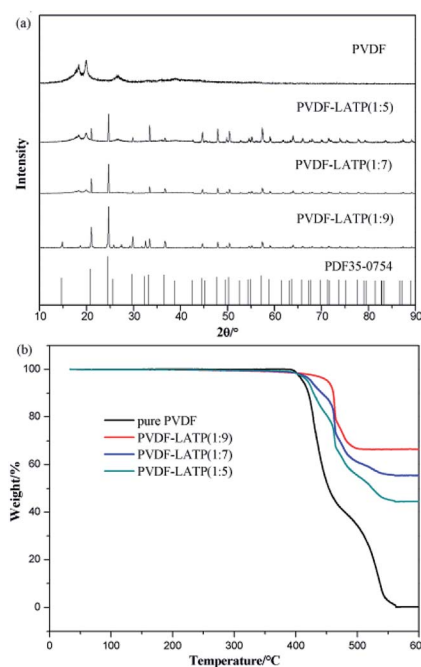 (a)
PVDF
PVDF-LATP(1:5)
PVDF-LATP(1:7)
PVDF-LATP(1:9)
PDF35-0754
Intensity
10 20 30 40 50 60 70 80 90
2θ/°
(b)
100
80
60
40
20
0
pure PVDF
PVDF-LATP(1:9)
PVDF-LATP(1:7)
PVDF-LATP(1:5)
Weight/%
0 100 200 300 400 500 600
Temperature/°C